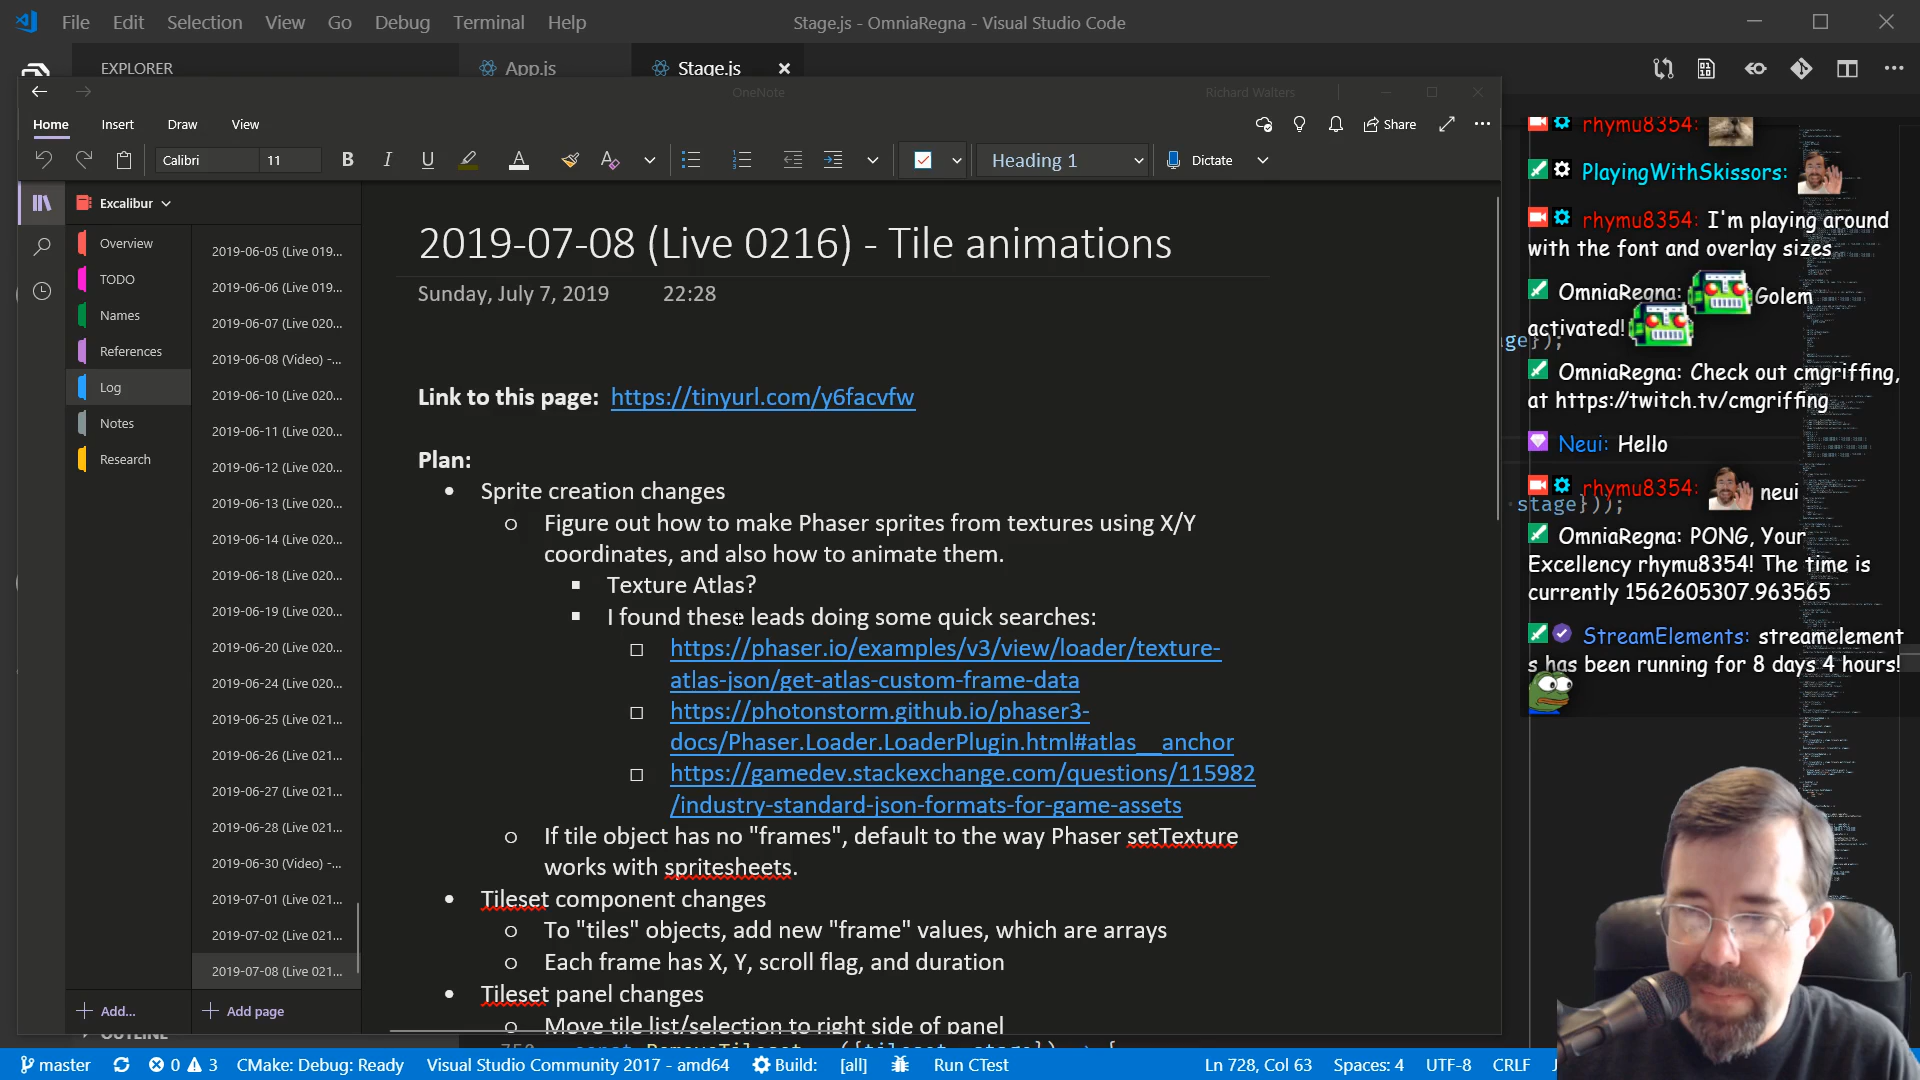 File Edit Selection View Go Debug Terminal Help
Stage.js - OmniaRegna - Visual Studio Code
EXPLORER
App.js
Stage.js
OneNote
Richard Walters
Home Insert Draw View
Share
Calibri 11 B I U A A
Heading 1
Dictate
Excalibur
Overview
TODO
Names
References
Log
Notes
Research
Add...
2019-06-05 (Live 019...
2019-06-06 (Live 019...
2019-06-07 (Live 020...
2019-06-08 (Video) -...
2019-06-10 (Live 020...
2019-06-11 (Live 020...
2019-06-12 (Live 020...
2019-06-13 (Live 020...
2019-06-14 (Live 020...
2019-06-18 (Live 020...
2019-06-19 (Live 020...
2019-06-20 (Live 020...
2019-06-24 (Live 020...
2019-06-25 (Live 021...
2019-06-26 (Live 021...
2019-06-27 (Live 021...
2019-06-28 (Live 021...
2019-06-30 (Video) -...
2019-07-01 (Live 021...
2019-07-02 (Live 021...
2019-07-08 (Live 021...
Add page
2019-07-08 (Live 0216) - Tile animations
Sunday, July 7, 2019 22:28
Link to this page: https://tinyurl.com/y6facvfw
Plan:
Sprite creation changes
Figure out how to make Phaser sprites from textures using X/Y
coordinates, and also how to animate them.
Texture Atlas?
I found these leads doing some quick searches:
https://phaser.io/examples/v3/view/loader/texture-
atlas-json/get-atlas-custom-frame-data
https://photonstorm.github.io/phaser3-
docs/Phaser.Loader.LoaderPlugin.html#atlas__anchor
https://gamedev.stackexchange.com/questions/115982
/industry-standard-json-formats-for-game-assets
If tile object has no "frames", default to the way Phaser setTexture
works with spritesheets.
Tileset component changes
To "tiles" objects, add new "frame" values, which are arrays
Each frame has X, Y, scroll flag, and duration
Tileset panel changes
Move tile list/selection to right side of panel
rhymu8354:
PlayingWithSkissors:
rhymu8354: I'm playing around
with the font and overlay sizes
OmniaRegna: Golem
activated!
age});
OmniaRegna: Check out cmgriffing,
at https://twitch.tv/cmgriffing
Neui: Hello
rhymu8354: neui
stage}));
OmniaRegna: PONG, Your
Excellency rhymu8354! The time is
currently 1562605307.963565
StreamElements: streamelement
s has been running for 8 days 4 hours!
OUTLINE
master 0 3 CMake: Debug: Ready Visual Studio Community 2017 - amd64 Build: [all] Run CTest
Ln 728, Col 63 Spaces: 4 UTF-8 CRLF